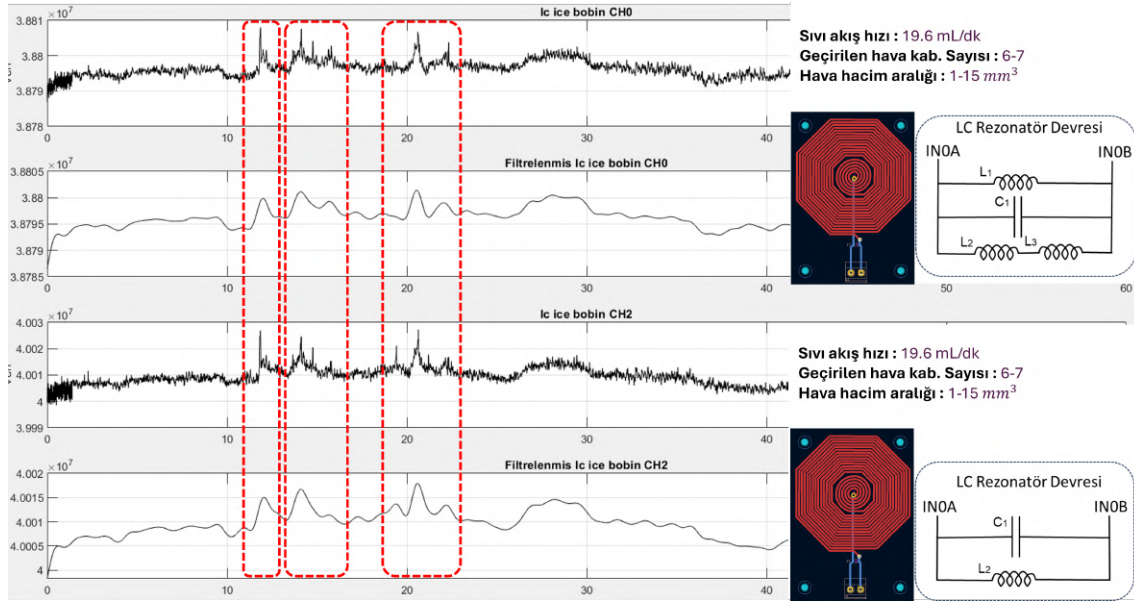 Ic ice bobin CH0
×10⁷
3.881
3.88
3.879
3.878
0 10 20 30 40
Sıvı akış hızı : 19.6 mL/dk
Geçirilen hava kab. Sayısı : 6-7
Hava hacim aralığı : 1-15 mm³
LC Rezonatör Devresi
IN0A IN0B
L₁
C₁
L₂ L₃
Filtrelenmis Ic ice bobin CH0
×10⁷
3.8805
3.88
3.8795
3.879
3.8785
0 10 20 30 40 50 60
Ic ice bobin CH2
×10⁷
4.003
4.002
4.001
4
3.999
0 10 20 30 40
Sıvı akış hızı : 19.6 mL/dk
Geçirilen hava kab. Sayısı : 6-7
Hava hacim aralığı : 1-15 mm³
LC Rezonatör Devresi
IN0A IN0B
C₁
L₂
Filtrelenmis Ic ice bobin CH2
×10⁷
4.002
4.0015
4.001
4.0005
4
0 10 20 30 40